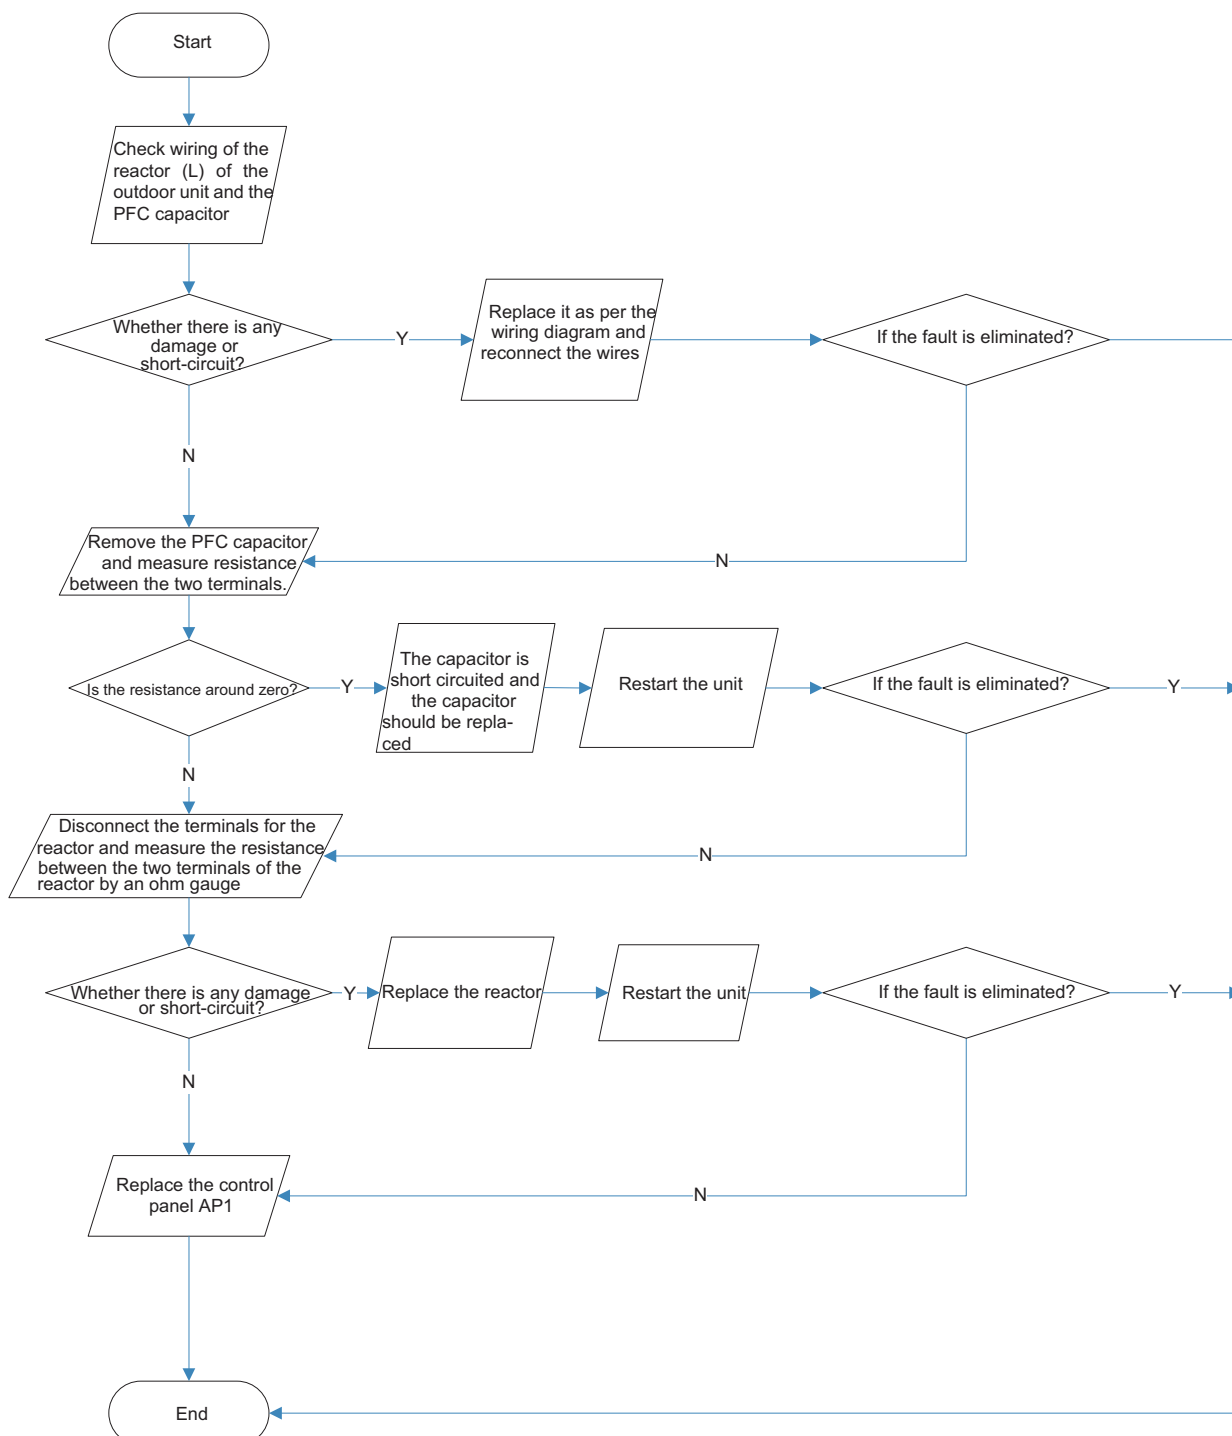 Start
Check wiring of the
reactor (L) of the
outdoor unit and the
PFC capacitor
Whether there is any
damage or
short-circuit?
Y
Replace it as per the
wiring diagram and
reconnect the wires
If the fault is eliminated?
N
Remove the PFC capacitor
and measure resistance
between the two terminals.
N
Is the resistance around zero?
Y
The capacitor is
short circuited and
the capacitor
should be repla-
ced
Restart the unit
If the fault is eliminated?
Y
N
Disconnect the terminals for the
reactor and measure the resistance
between the two terminals of the
reactor by an ohm gauge
N
Whether there is any damage
or short-circuit?
Y
Replace the reactor
Restart the unit
If the fault is eliminated?
Y
N
Replace the control
panel AP1
N
End